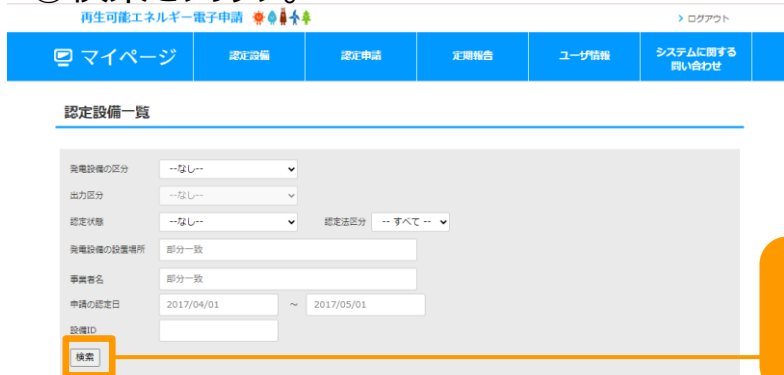 再生可能エネルギー電子申請
> ログアウト
マイページ 認定設備 認定申請 定期報告 ユーザ情報 システムに関する
問い合わせ
認定設備一覧
発電設備の区分 --なし--
出力区分 --なし--
認定状態 --なし-- 認定法区分 -- すべて --
発電設備の設置場所 部分一致
事業者名 部分一致
申請の認定日 2017/04/01 ~ 2017/05/01
設備ID
検索